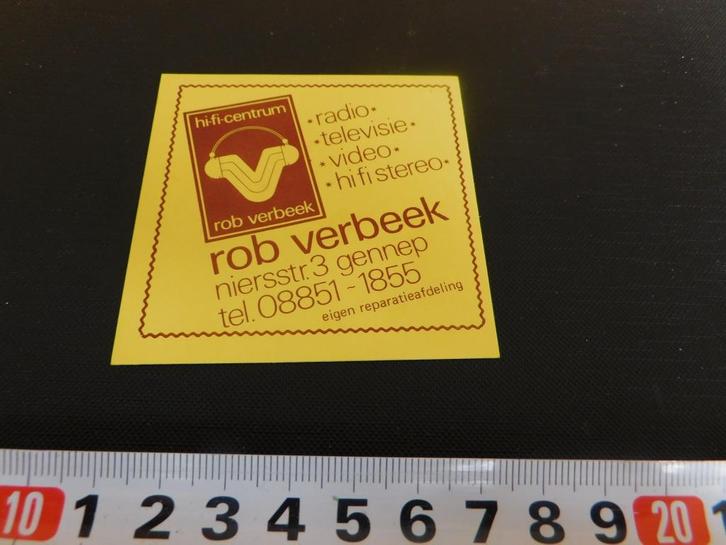 hi-fi-centrum
rob verbeek
•radio•
•televisie•
•video•
•hifi stereo•
rob verbeek
niersstr. 3 gennep
tel. 08851-1855
eigen reparatieafdeling
10 1 2 3 4 5 6 7 8 9 20 1